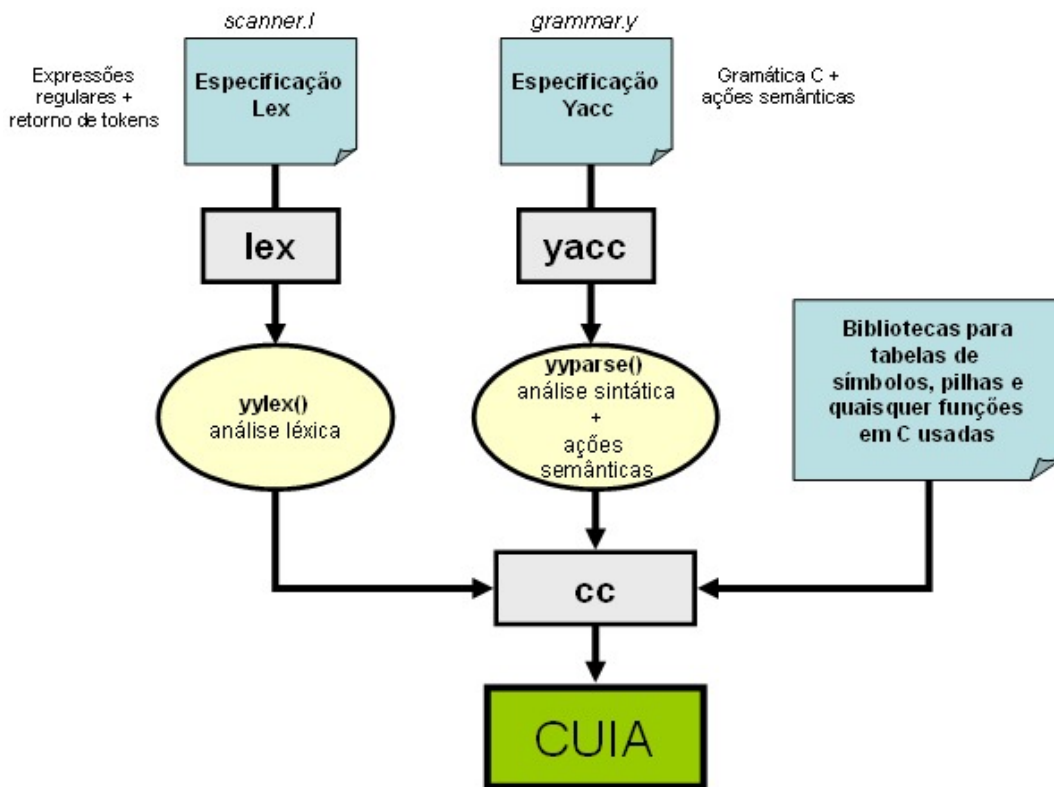 scanner.l
grammar.y
Expressões
regulares +
retorno de tokens
Especificação
Lex
Especificação
Yacc
Gramática C +
ações semânticas
lex
yacc
Bibliotecas para
tabelas de
símbolos, pilhas e
quaisquer funções
em C usadas
yylex()
análise léxica
yyparse()
análise sintática
+
ações
semânticas
cc
CUIA